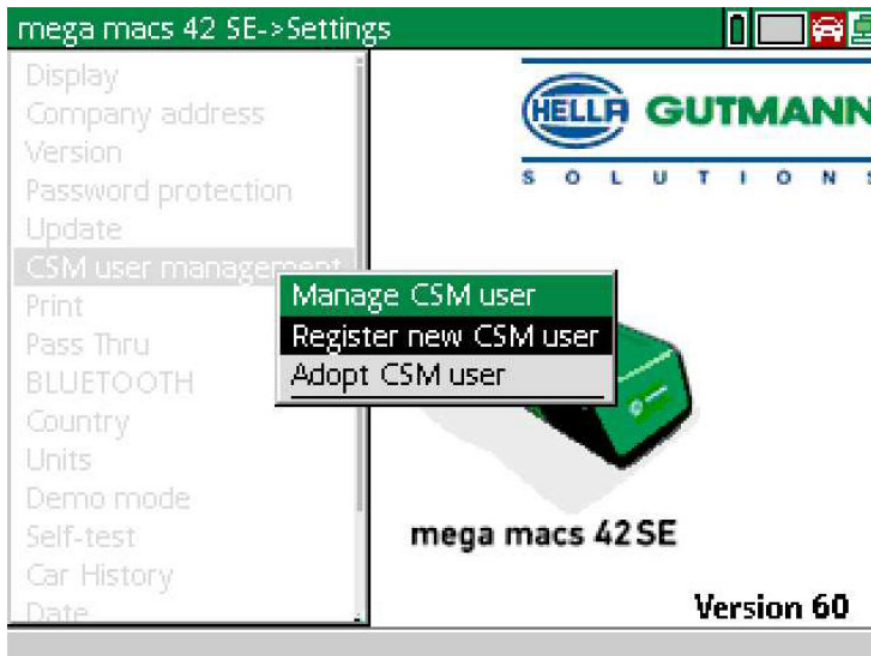 mega macs 42 SE->Settings
Display
Company address
Version
Password protection
Update
CSM user management
Print
Pass Thru
BLUETOOTH
Country
Units
Demo mode
Self-test
Car History
Date
Manage CSM user
Register new CSM user
Adopt CSM user
HELLA GUTMANN
SOLUTIONS
mega macs 42SE
Version 60